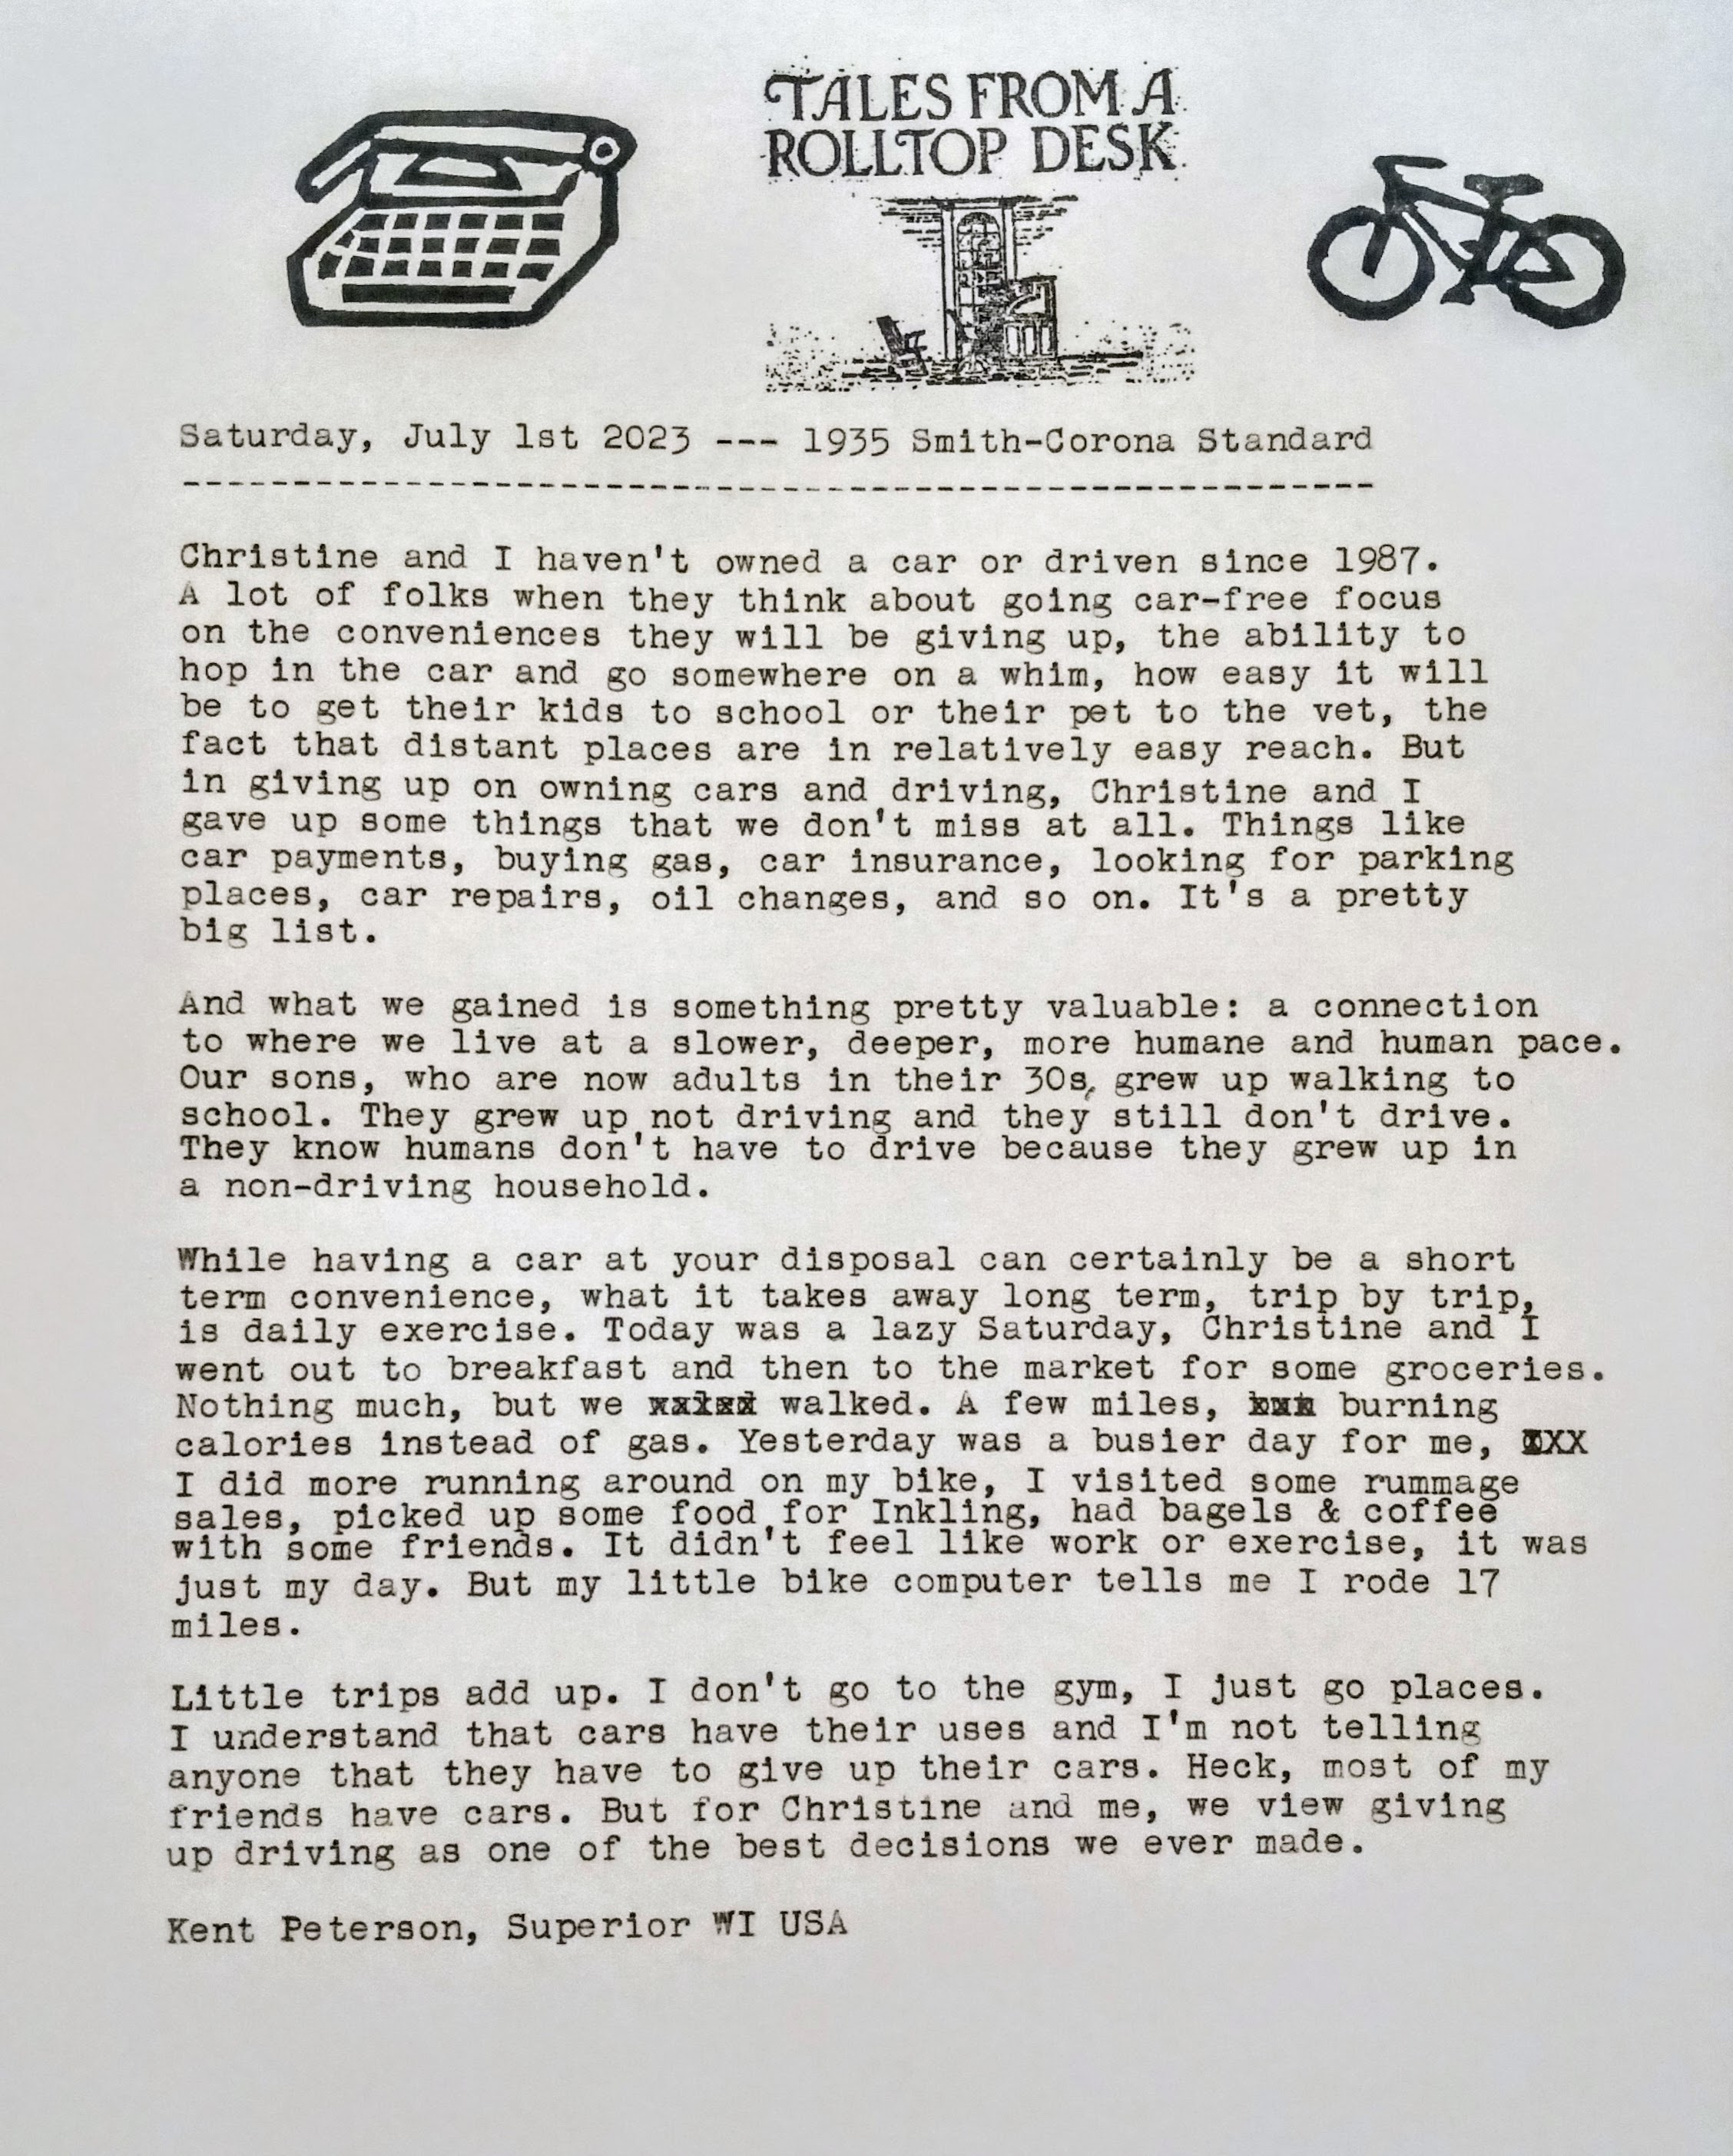 TALES FROM A
ROLLTOP DESK
Saturday, July 1st 2023 --- 1935 Smith-Corona Standard
-------------------------------------------------------
Christine and I haven't owned a car or driven since 1987.
A lot of folks when they think about going car-free focus
on the conveniences they will be giving up, the ability to
hop in the car and go somewhere on a whim, how easy it will
be to get their kids to school or their pet to the vet, the
fact that distant places are in relatively easy reach. But
in giving up on owning cars and driving, Christine and I
gave up some things that we don't miss at all. Things like
car payments, buying gas, car insurance, looking for parking
places, car repairs, oil changes, and so on. It's a pretty
big list.
And what we gained is something pretty valuable: a connection
to where we live at a slower, deeper, more humane and human pace.
Our sons, who are now adults in their 30s, grew up walking to
school. They grew up not driving and they still don't drive.
They know humans don't have to drive because they grew up in
a non-driving household.
While having a car at your disposal can certainly be a short
term convenience, what it takes away long term, trip by trip,
is daily exercise. Today was a lazy Saturday, Christine and I
went out to breakfast and then to the market for some groceries.
Nothing much, but we walked. A few miles, burning
calories instead of gas. Yesterday was a busier day for me,
I did more running around on my bike, I visited some rummage
sales, picked up some food for Inkling, had bagels & coffee
with some friends. It didn't feel like work or exercise, it was
just my day. But my little bike computer tells me I rode 17
miles.
Little trips add up. I don't go to the gym, I just go places.
I understand that cars have their uses and I'm not telling
anyone that they have to give up their cars. Heck, most of my
friends have cars. But for Christine and me, we view giving
up driving as one of the best decisions we ever made.
Kent Peterson, Superior WI USA